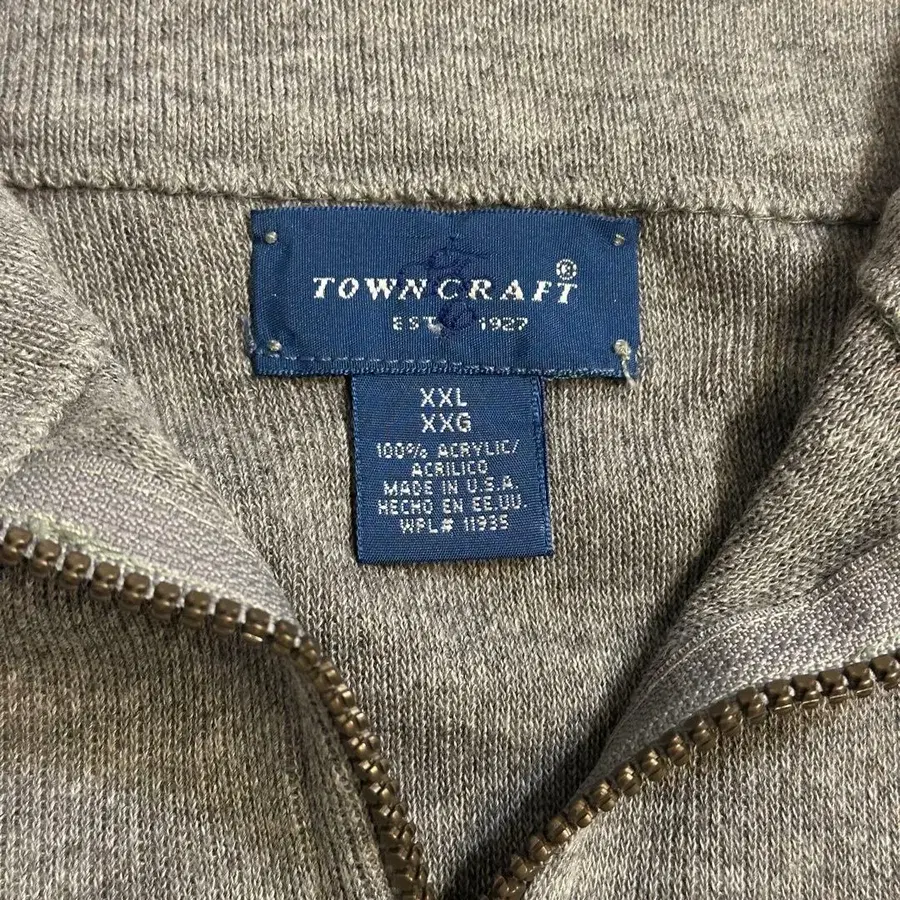 TOWNCRAFT®
EST 1927
XXL
XXG
100% ACRYLIC/
ACRILICO
MADE IN U.S.A.
HECHO EN EE.UU.
WPL# 11935